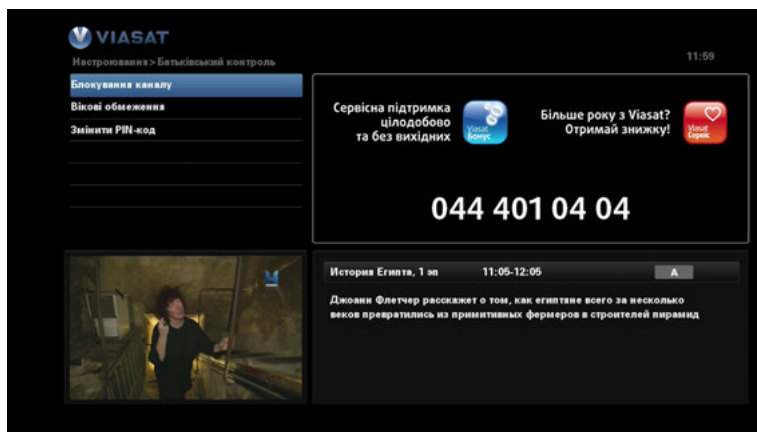 VIASAT
Настроювання>Батьківський контроль
11:59
Блокування каналу
Вікові обмеження
Змінити PIN-код
Сервісна підтримка
цілодобово
та без вихідних
Viasat
Бонус
Більше року з Viasat?
Отримай знижку!
Viasat
Сервіс
044 401 04 04
История Египта, 1 эп 11:05-12:05 A
Джоанн Флетчер расскажет о том, как египтяне всего за несколько
веков превратились из примитивных фермеров в строителей пирамид